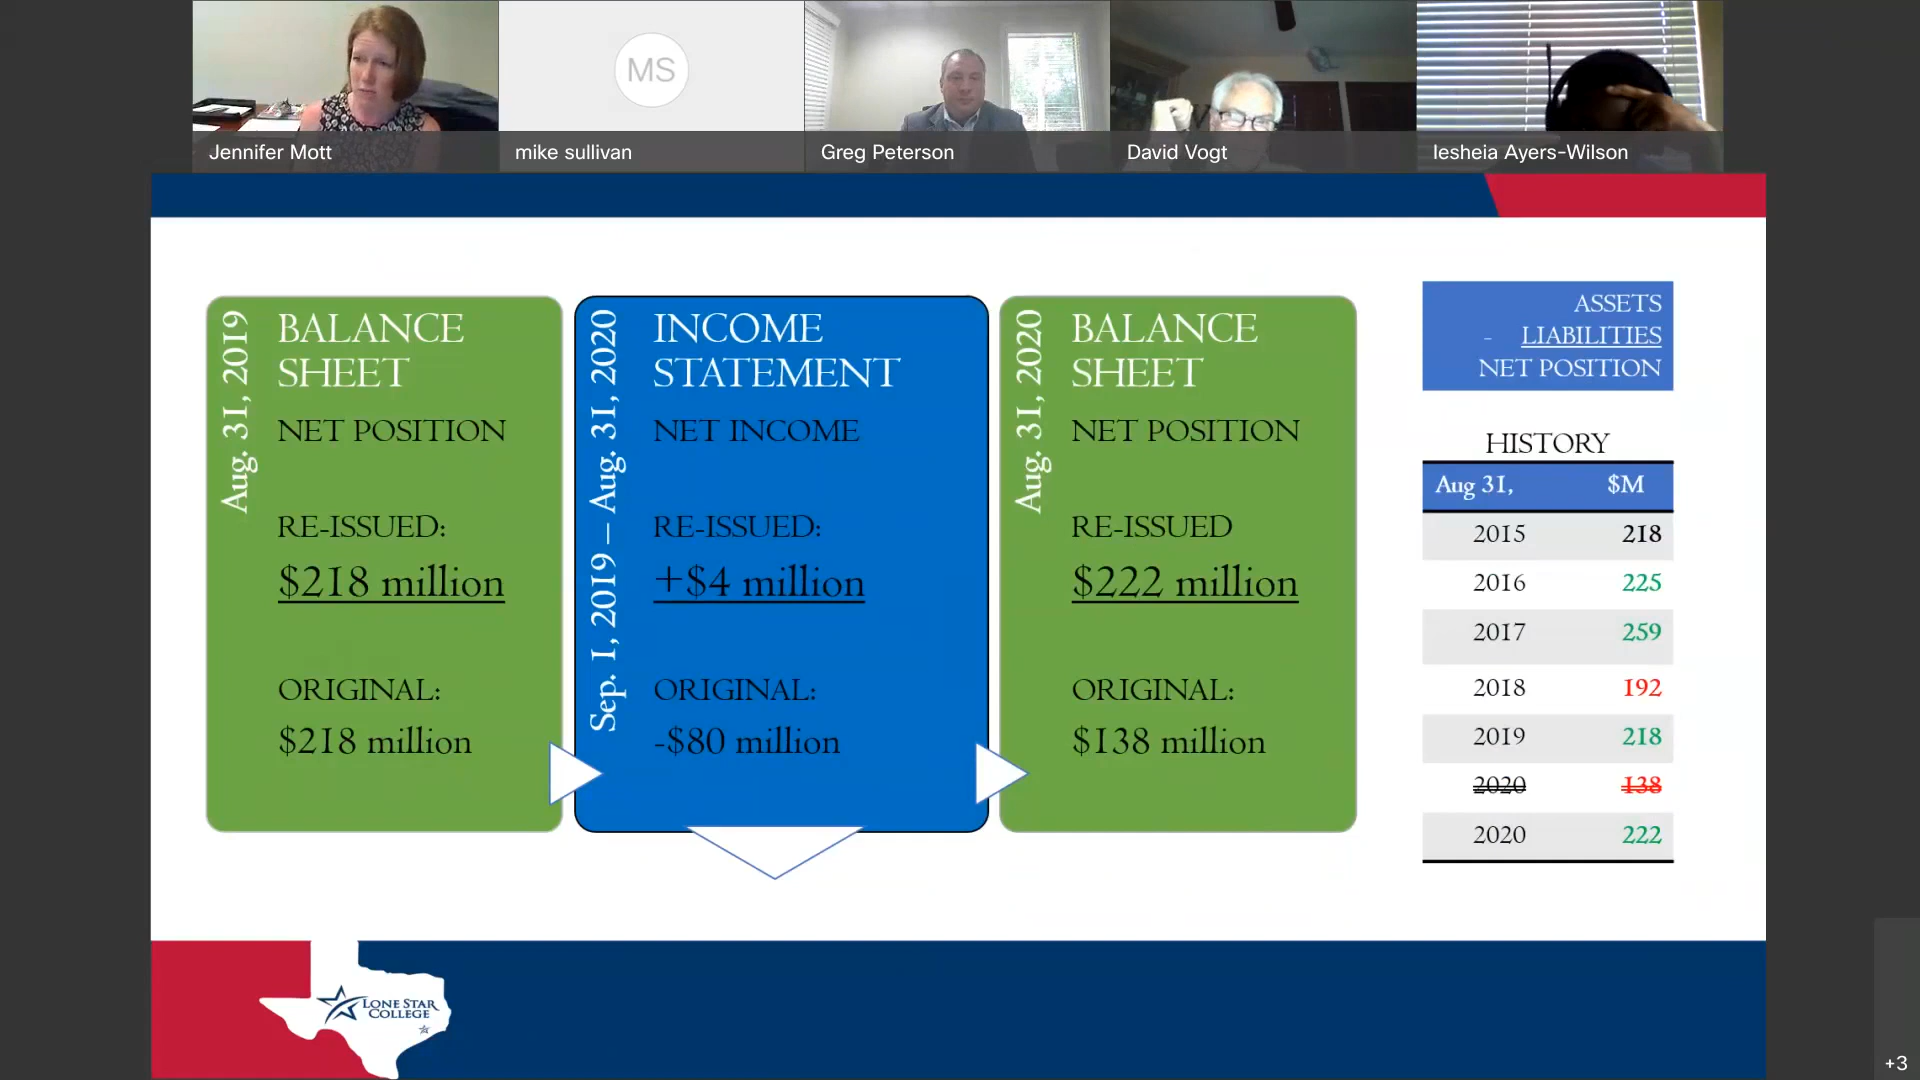 Jennifer Mott
MS
mike sullivan
Greg Peterson
David Vogt
Iesheia Ayers-Wilson
Aug. 31, 2019
BALANCE
SHEET
NET POSITION
RE-ISSUED:
$218 million
ORIGINAL:
$218 million
Sep. 1, 2019 – Aug. 31, 2020
INCOME
STATEMENT
NET INCOME
RE-ISSUED:
+$4 million
ORIGINAL:
-$80 million
Aug. 31, 2020
BALANCE
SHEET
NET POSITION
RE-ISSUED
$222 million
ORIGINAL:
$138 million
ASSETS
- LIABILITIES
NET POSITION
HISTORY
Aug 31, $M
2015 218
2016 225
2017 259
2018 192
2019 218
2020 138
2020 222
LONE STAR
COLLEGE
+3